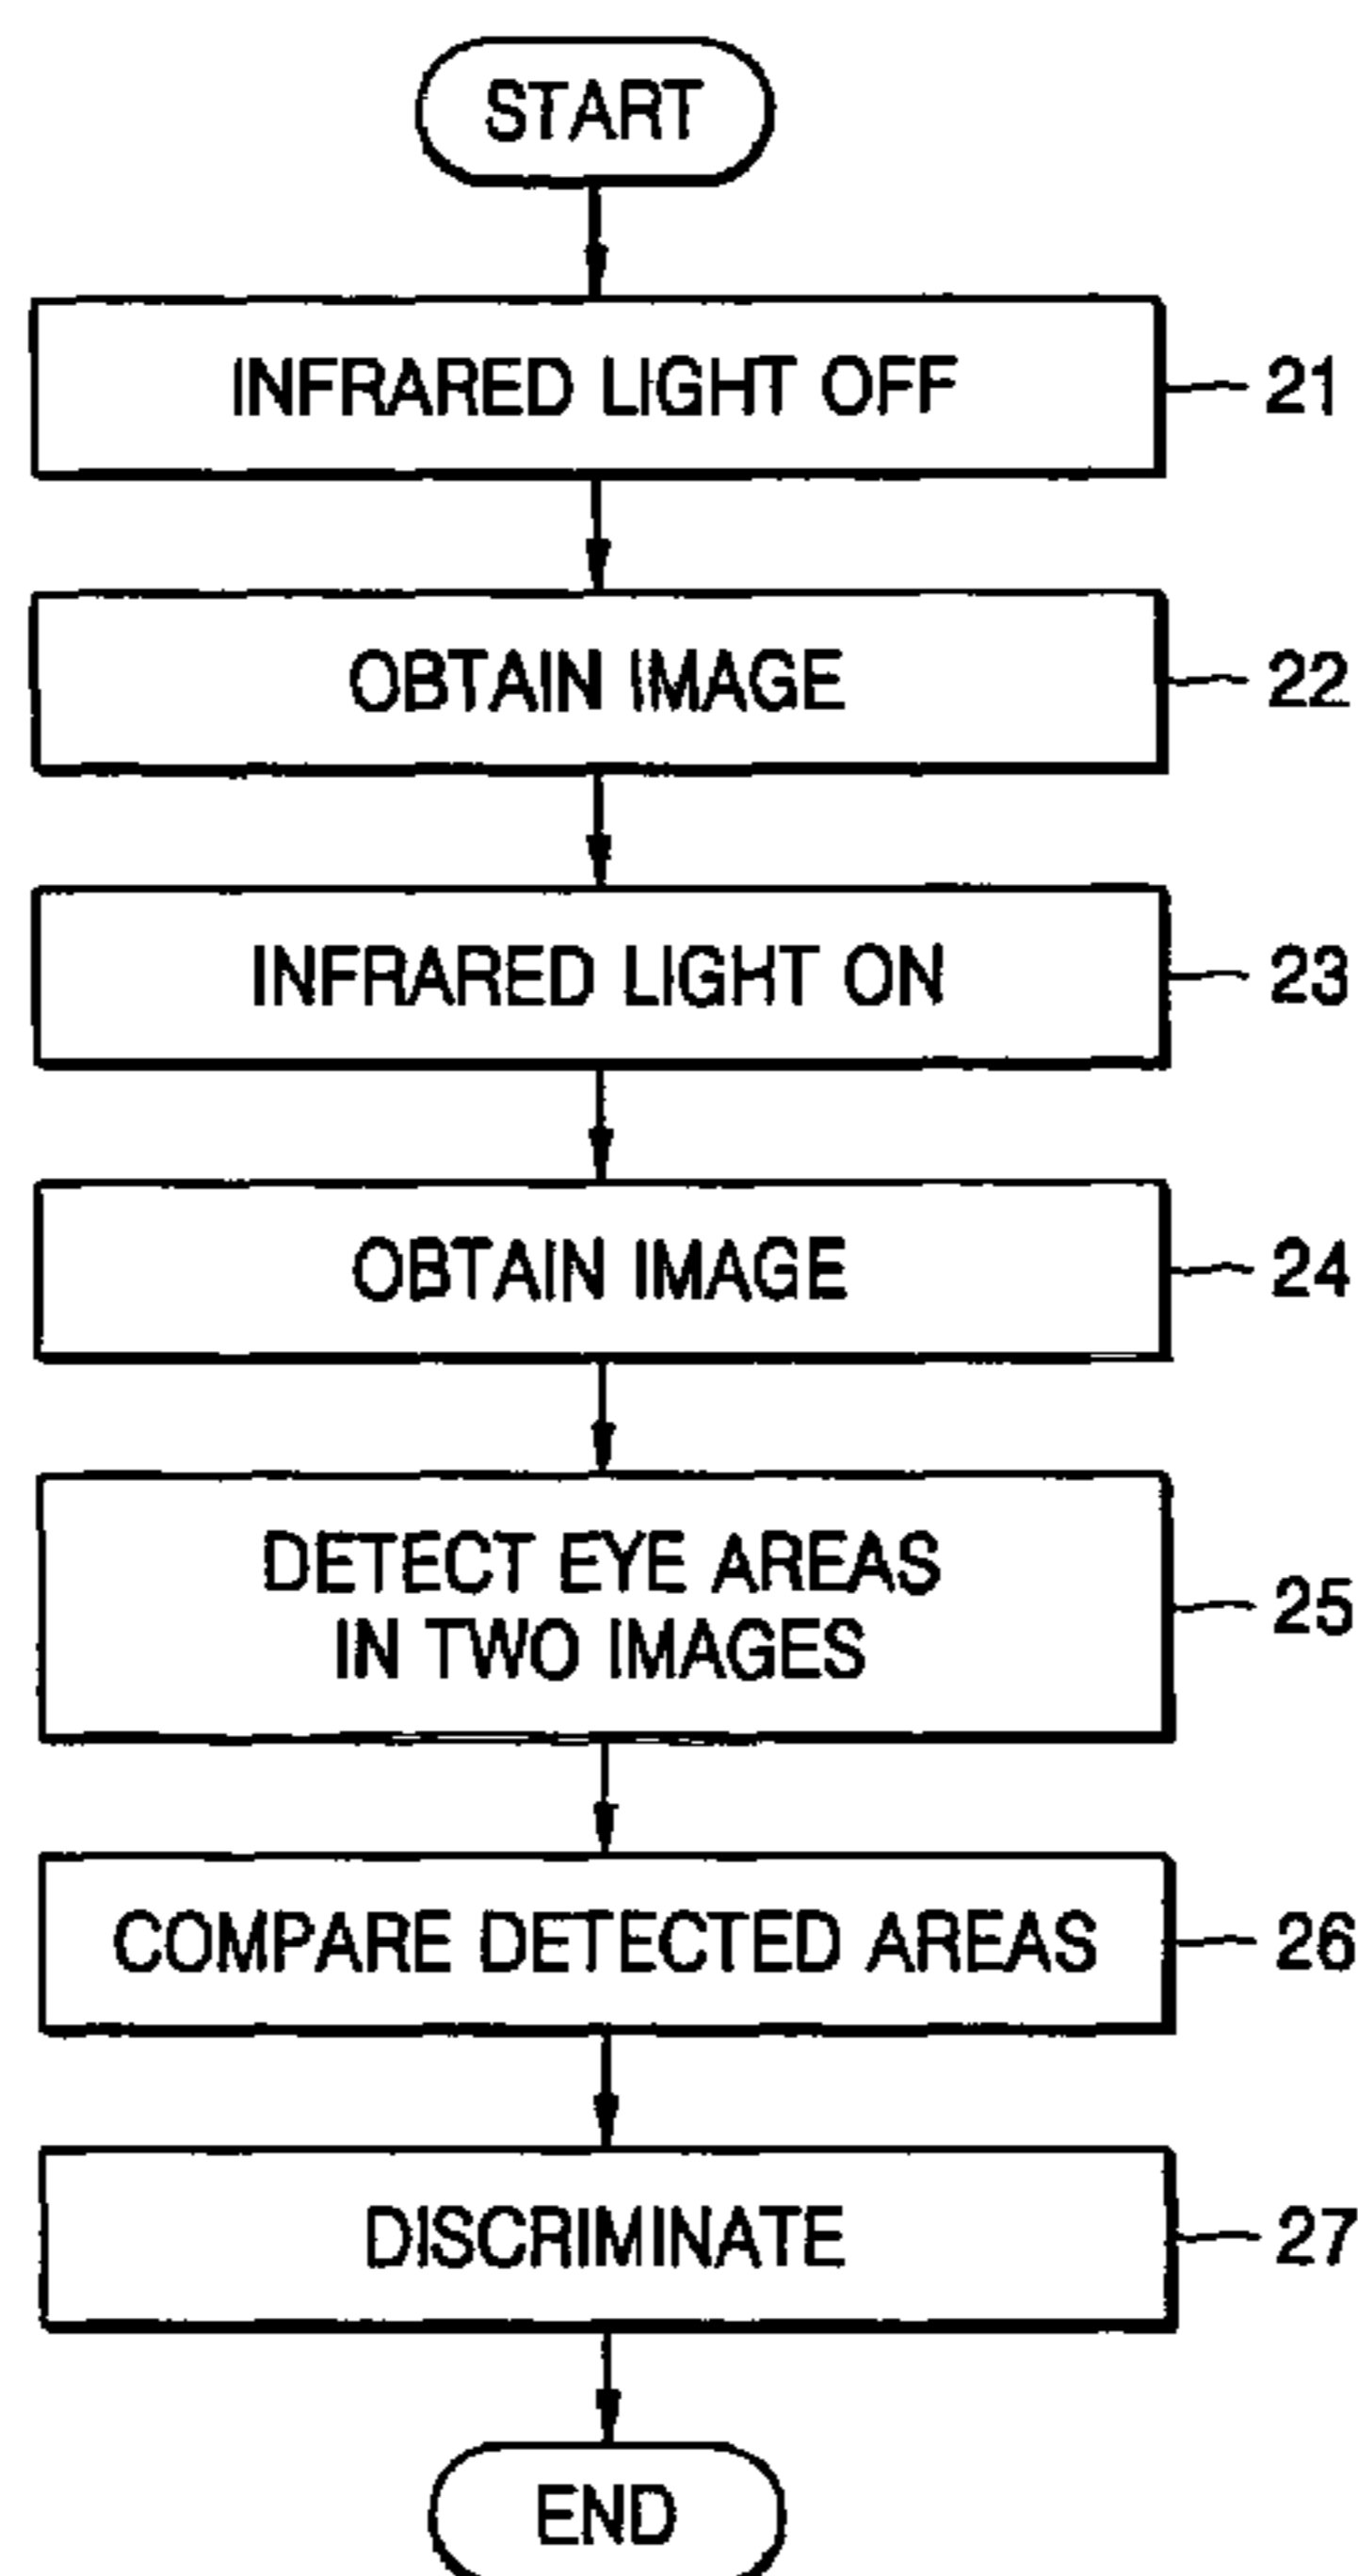 START
INFRARED LIGHT OFF
21
OBTAIN IMAGE
22
INFRARED LIGHT ON
23
OBTAIN IMAGE
24
DETECT EYE AREAS
IN TWO IMAGES
25
COMPARE DETECTED AREAS
26
DISCRIMINATE
27
END